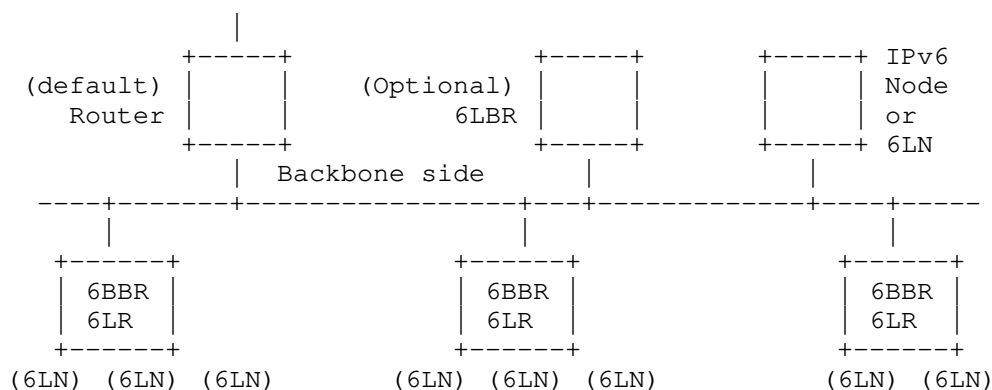 IPv6
(default) (Optional) Node
Router 6LBR or
6LN
Backbone side
6BBR 6BBR 6BBR
6LR 6LR 6LR
(6LN) (6LN) (6LN) (6LN) (6LN) (6LN) (6LN) (6LN)